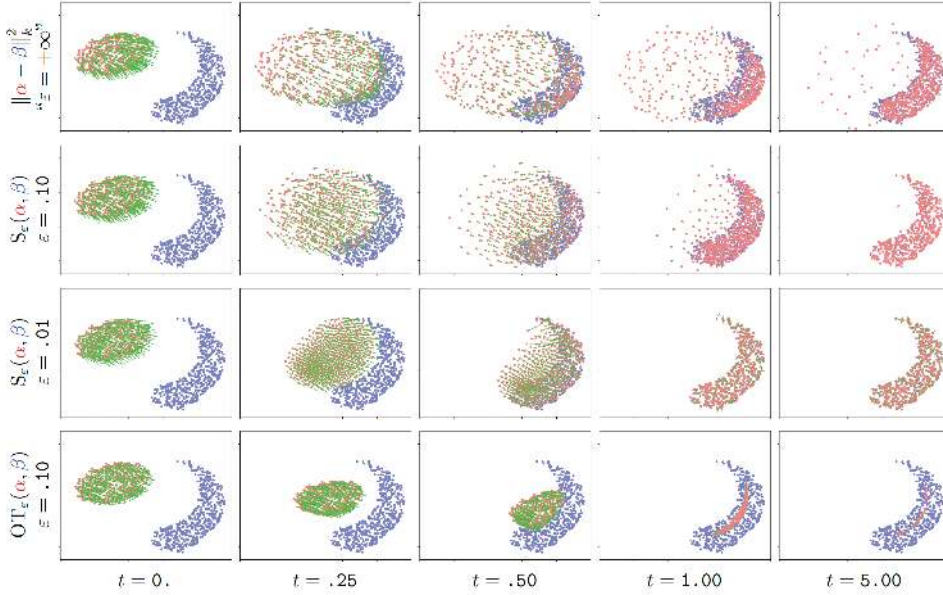 ‖α − β‖²ₖ
“ε = +∞”
S_ε(α, β)
ε = .10
S_ε(α, β)
ε = .01
OT_ε(α, β)
ε = .10
t = 0.
t = .25
t = .50
t = 1.00
t = 5.00